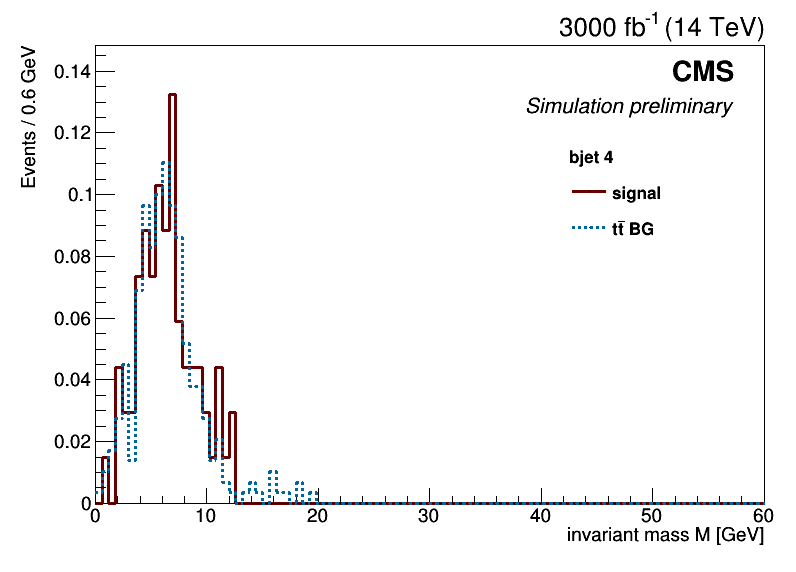 3000 fb⁻¹ (14 TeV)
CMS
Simulation preliminary
bjet 4
signal
tt̄ BG
Events / 0.6 GeV
0.14
0.12
0.1
0.08
0.06
0.04
0.02
0
0 10 20 30 40 50 60
invariant mass M [GeV]